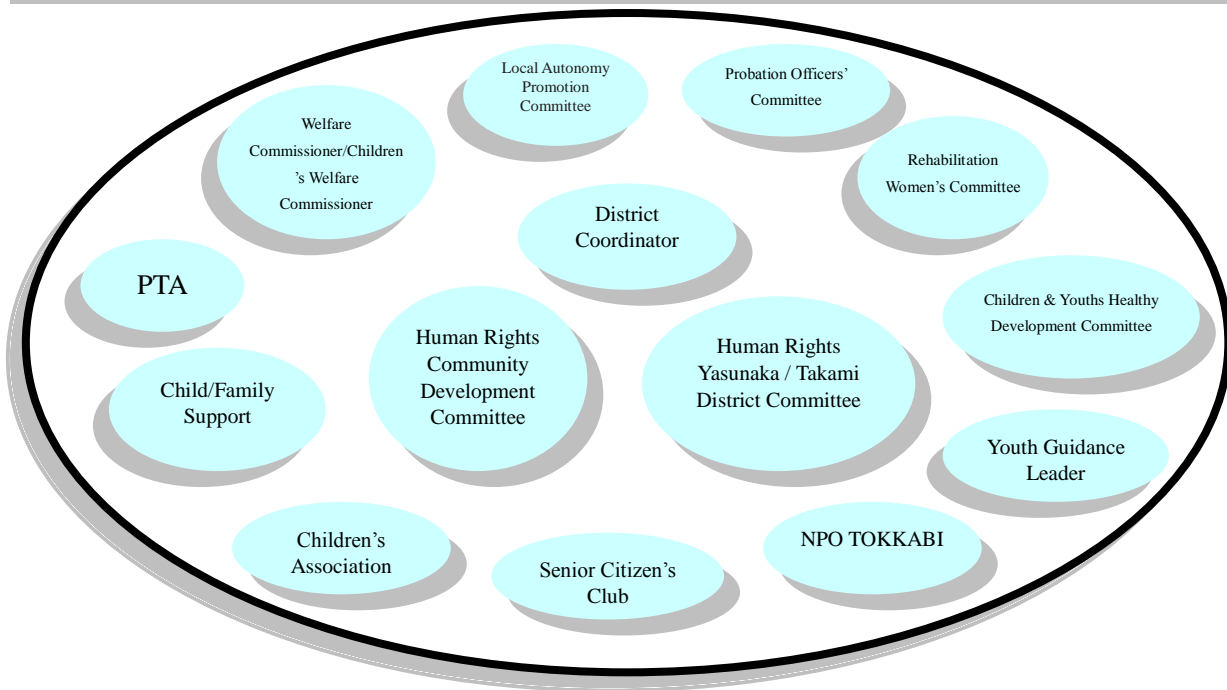 Local Autonomy
Promotion
Committee
Probation Officers'
Committee
Welfare
Commissioner/Children
's Welfare
Commissioner
Rehabilitation
Women's Committee
District
Coordinator
PTA
Children & Youths Healthy
Development Committee
Human Rights
Community
Development
Committee
Human Rights
Yasunaka / Takami
District Committee
Child/Family
Support
Youth Guidance
Leader
Children's
Association
Senior Citizen's
Club
NPO TOKKABI